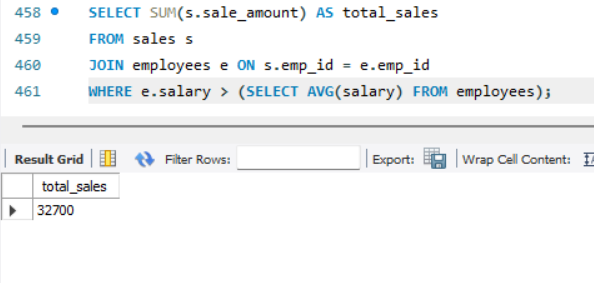 458 SELECT SUM(s.sale_amount) AS total_sales
459 FROM sales s
460 JOIN employees e ON s.emp_id = e.emp_id
461 WHERE e.salary > (SELECT AVG(salary) FROM employees);
Result Grid Filter Rows: Export: Wrap Cell Content:
total_sales
32700